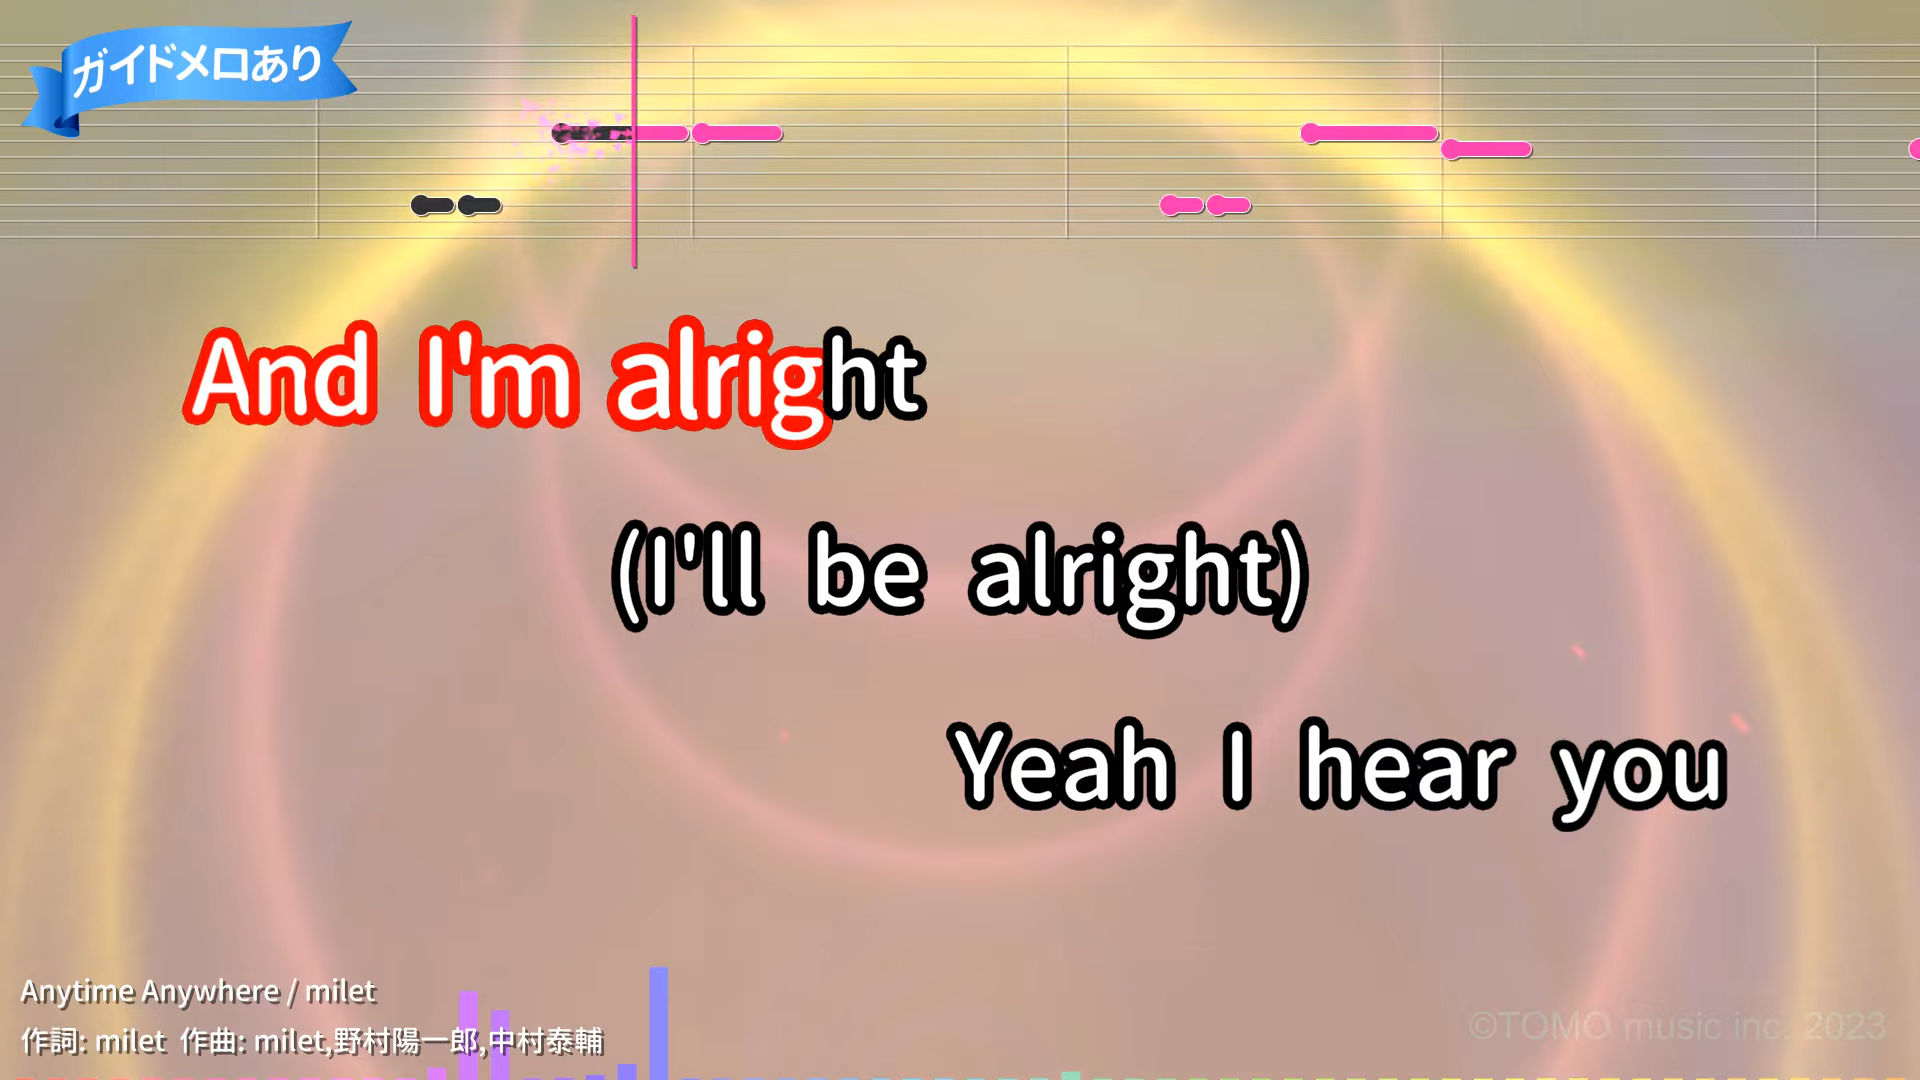 ガイドメロあり
And I'm alright
(I'll be alright)
Yeah I hear you
Anytime Anywhere / milet
作詞: milet 作曲: milet,野村陽一郎,中村泰輔
©TOMO music inc. 2023